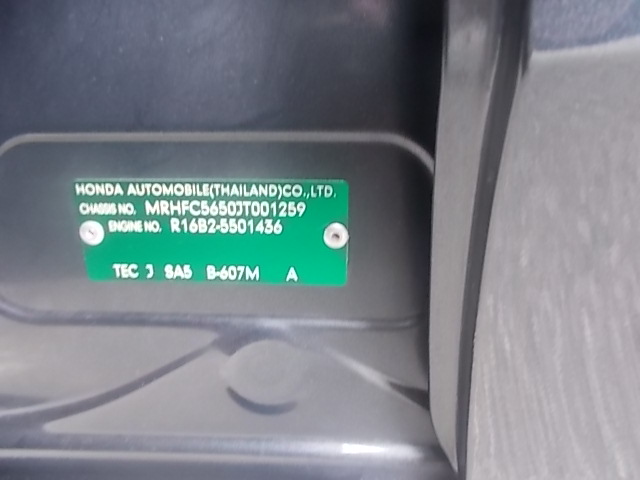 HONDA AUTOMOBILE(THAILAND)CO.,LTD.
CHASSIS NO. MRHFC5650JT001259
ENGINE NO. R16B2-5501436
TEC J SA5 B-607M A